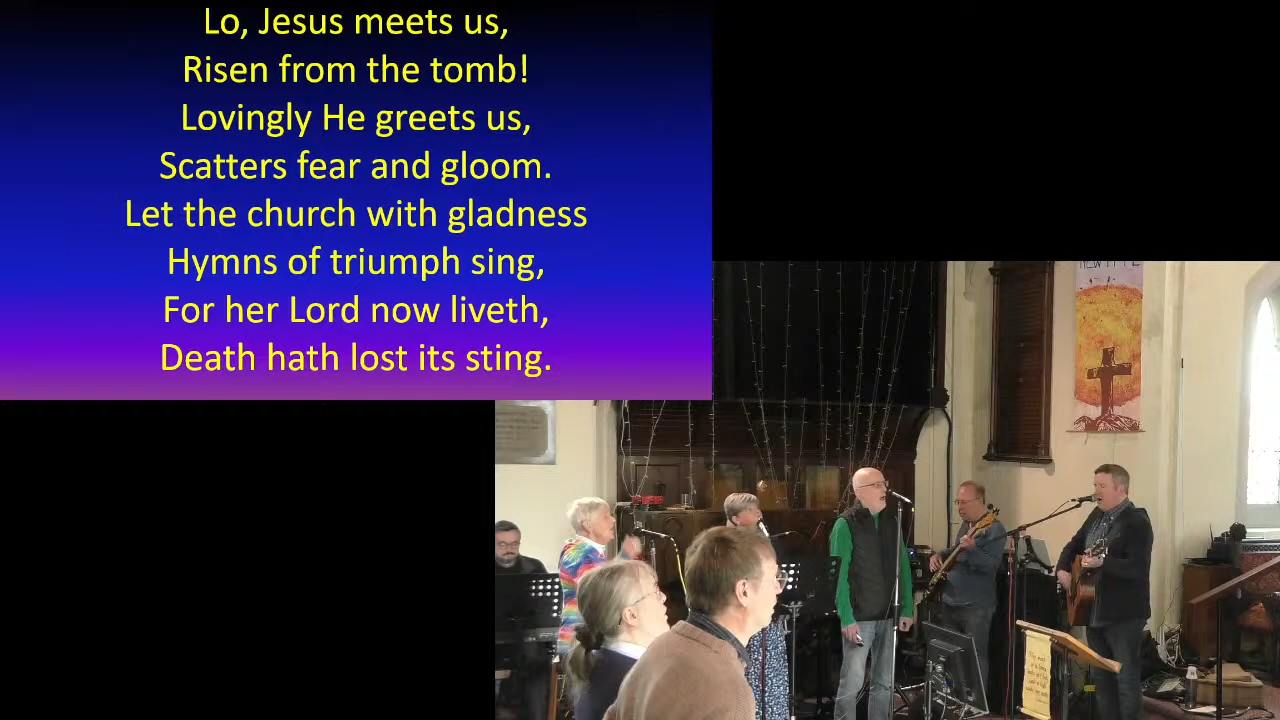 Lo, Jesus meets us,
Risen from the tomb!
Lovingly He greets us,
Scatters fear and gloom.
Let the church with gladness
Hymns of triumph sing,
For her Lord now liveth,
Death hath lost its sting.